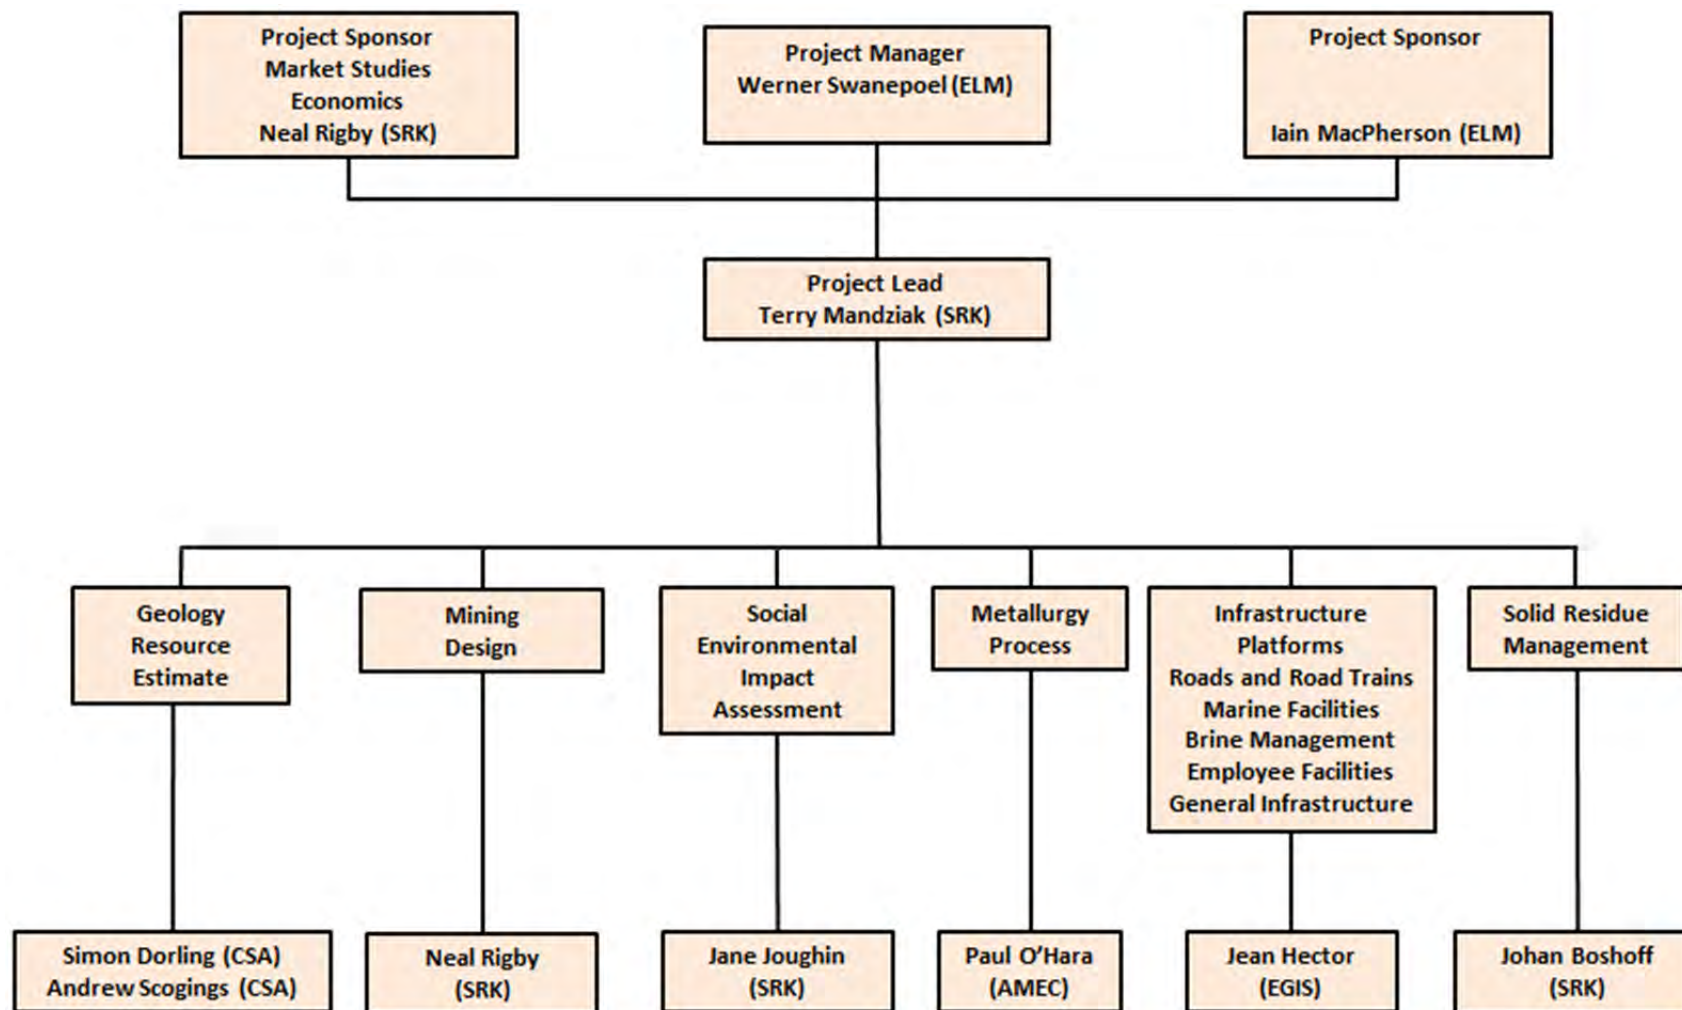 Project Sponsor
Market Studies
Economics
Neal Rigby (SRK)
Project Manager
Werner Swanepoel (ELM)
Project Sponsor
Iain MacPherson (ELM)
Project Lead
Terry Mandziak (SRK)
Geology
Resource
Estimate
Mining
Design
Social
Environmental
Impact
Assessment
Metallurgy
Process
Infrastructure
Platforms
Roads and Road Trains
Marine Facilities
Brine Management
Employee Facilities
General Infrastructure
Solid Residue
Management
Simon Dorling (CSA)
Andrew Scogings (CSA)
Neal Rigby
(SRK)
Jane Joughin
(SRK)
Paul O’Hara
(AMEC)
Jean Hector
(EGIS)
Johan Boshoff
(SRK)